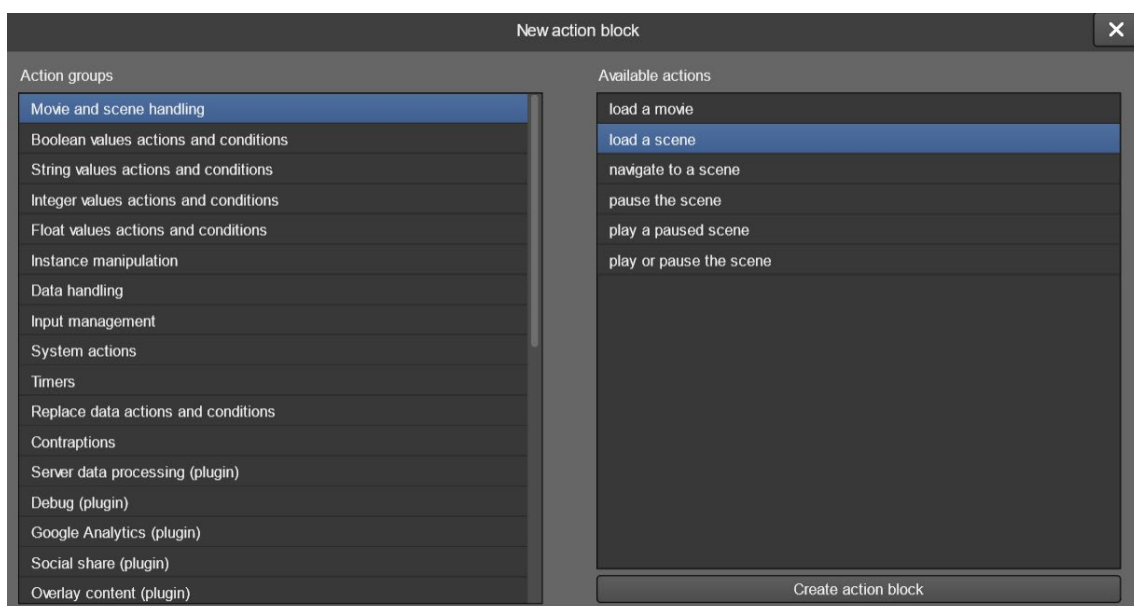 New action block
Action groups
Movie and scene handling
Boolean values actions and conditions
String values actions and conditions
Integer values actions and conditions
Float values actions and conditions
Instance manipulation
Data handling
Input management
System actions
Timers
Replace data actions and conditions
Contraptions
Server data processing (plugin)
Debug (plugin)
Google Analytics (plugin)
Social share (plugin)
Overlay content (plugin)
Available actions
load a movie
load a scene
navigate to a scene
pause the scene
play a paused scene
play or pause the scene
Create action block